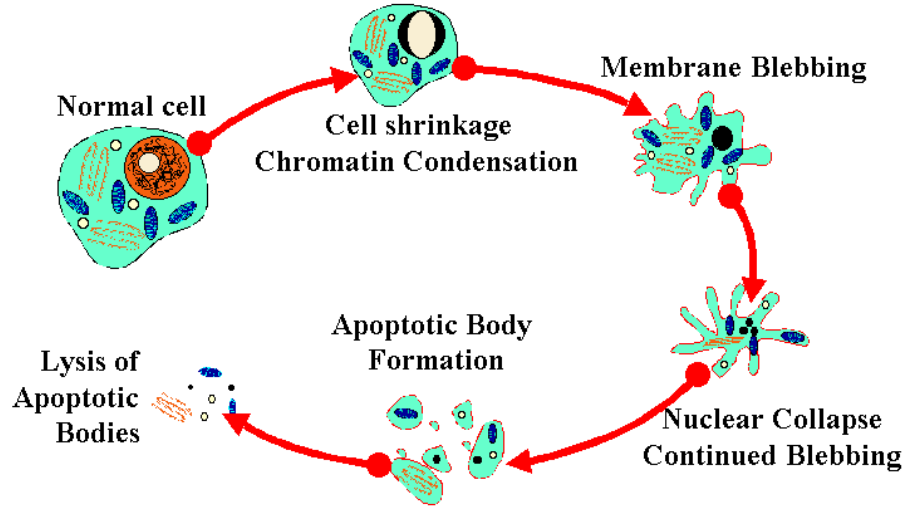 Normal cell
Cell shrinkage
Chromatin Condensation
Membrane Blebbing
Nuclear Collapse
Continued Blebbing
Apoptotic Body
Formation
Lysis of
Apoptotic
Bodies